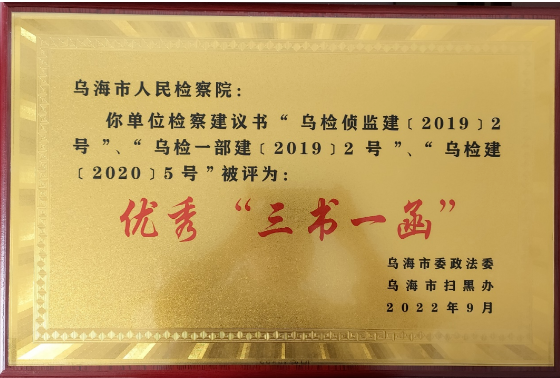 乌海市人民检察院：
你单位检察建议书“乌检侦监建〔2019〕2
号”、“乌检一部建〔2019〕2号”、“乌检建
〔2020〕5号”被评为：
优秀“三书一函”
乌海市委政法委
乌海市扫黑办
2022年9月